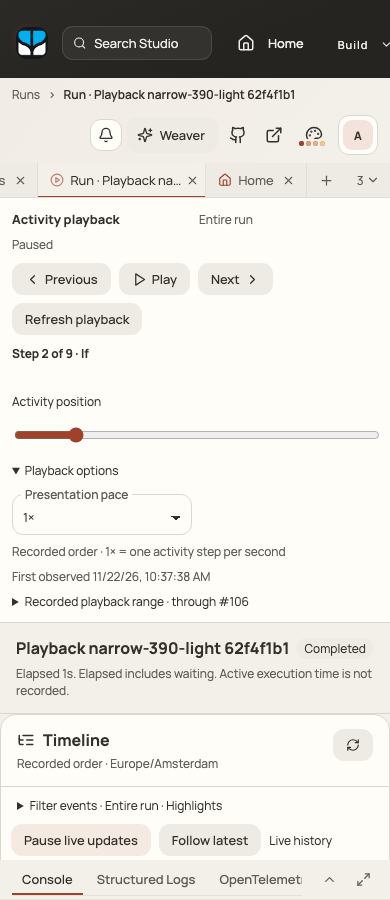 Search Studio
Home
Build
Runs › Run · Playback narrow-390-light 62f4f1b1
Weaver
A
s
Run · Playback na...
Home
3
Activity playback
Entire run
Paused
Previous
Play
Next
Refresh playback
Step 2 of 9 · If
Activity position
Playback options
Presentation pace
1×
Recorded order · 1× = one activity step per second
First observed 11/22/26, 10:37:38 AM
Recorded playback range · through #106
Playback narrow-390-light 62f4f1b1
Completed
Elapsed 1s. Elapsed includes waiting. Active execution time is not
recorded.
Timeline
Recorded order · Europe/Amsterdam
Filter events · Entire run · Highlights
Pause live updates
Follow latest
Live history
Console
Structured Logs
OpenTelemet